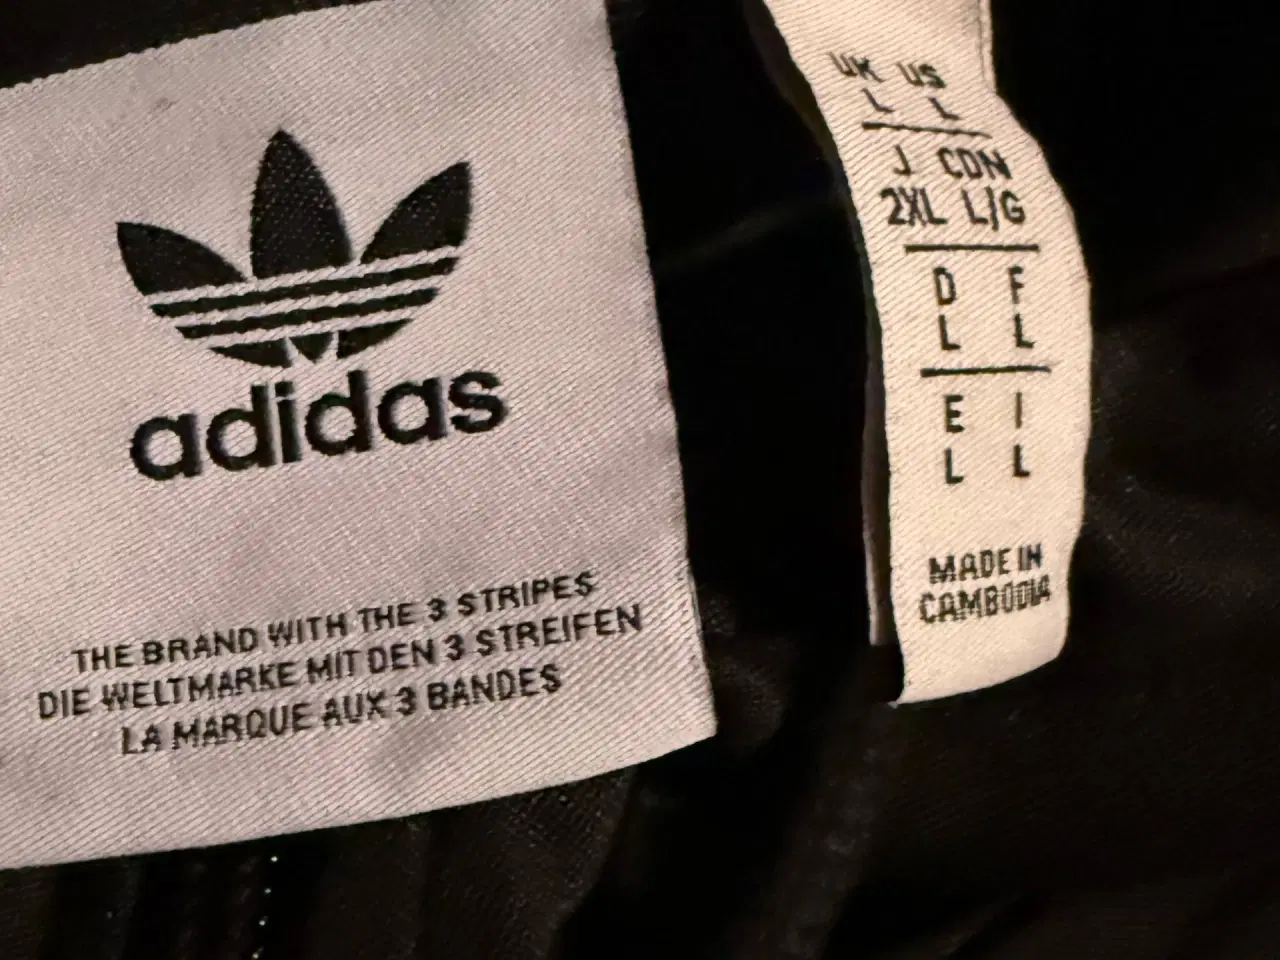 adidas
THE BRAND WITH THE 3 STRIPES
DIE WELTMARKE MIT DEN 3 STREIFEN
LA MARQUE AUX 3 BANDES
UK US
L L
J CDN
2XL L/G
D F
L L
E I
L L
MADE IN
CAMBODIA